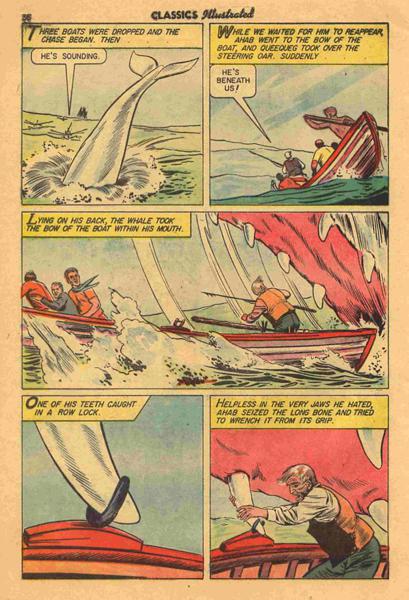 36
CLASSICS Illustrated
THREE BOATS WERE DROPPED AND THE
CHASE BEGAN. THEN
HE'S SOUNDING.
WHILE WE WAITED FOR HIM TO REAPPEAR,
AHAB WENT TO THE BOW OF THE
BOAT, AND QUEEQUEG TOOK OVER THE
STEERING OAR. SUDDENLY
HE'S
BENEATH
US!
LYING ON HIS BACK, THE WHALE TOOK
THE BOW OF THE BOAT WITHIN HIS MOUTH.
ONE OF HIS TEETH CAUGHT
IN A ROW LOCK.
HELPLESS IN THE VERY JAWS HE HATED,
AHAB SEIZED THE LONG BONE AND TRIED
TO WRENCH IT FROM ITS GRIP.